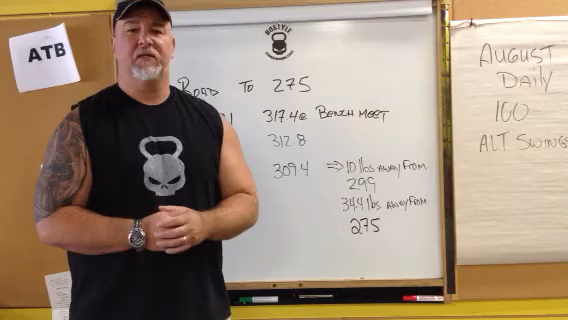 ATB
HOSTYLE
ROAD TO 275
317.4@ BENCH MEET
312.8
309.4 => 10 lbs AWAY FROM
299
34.4 lbs AWAY FROM
275
AUGUST
DAILY
100
ALT SWINGS